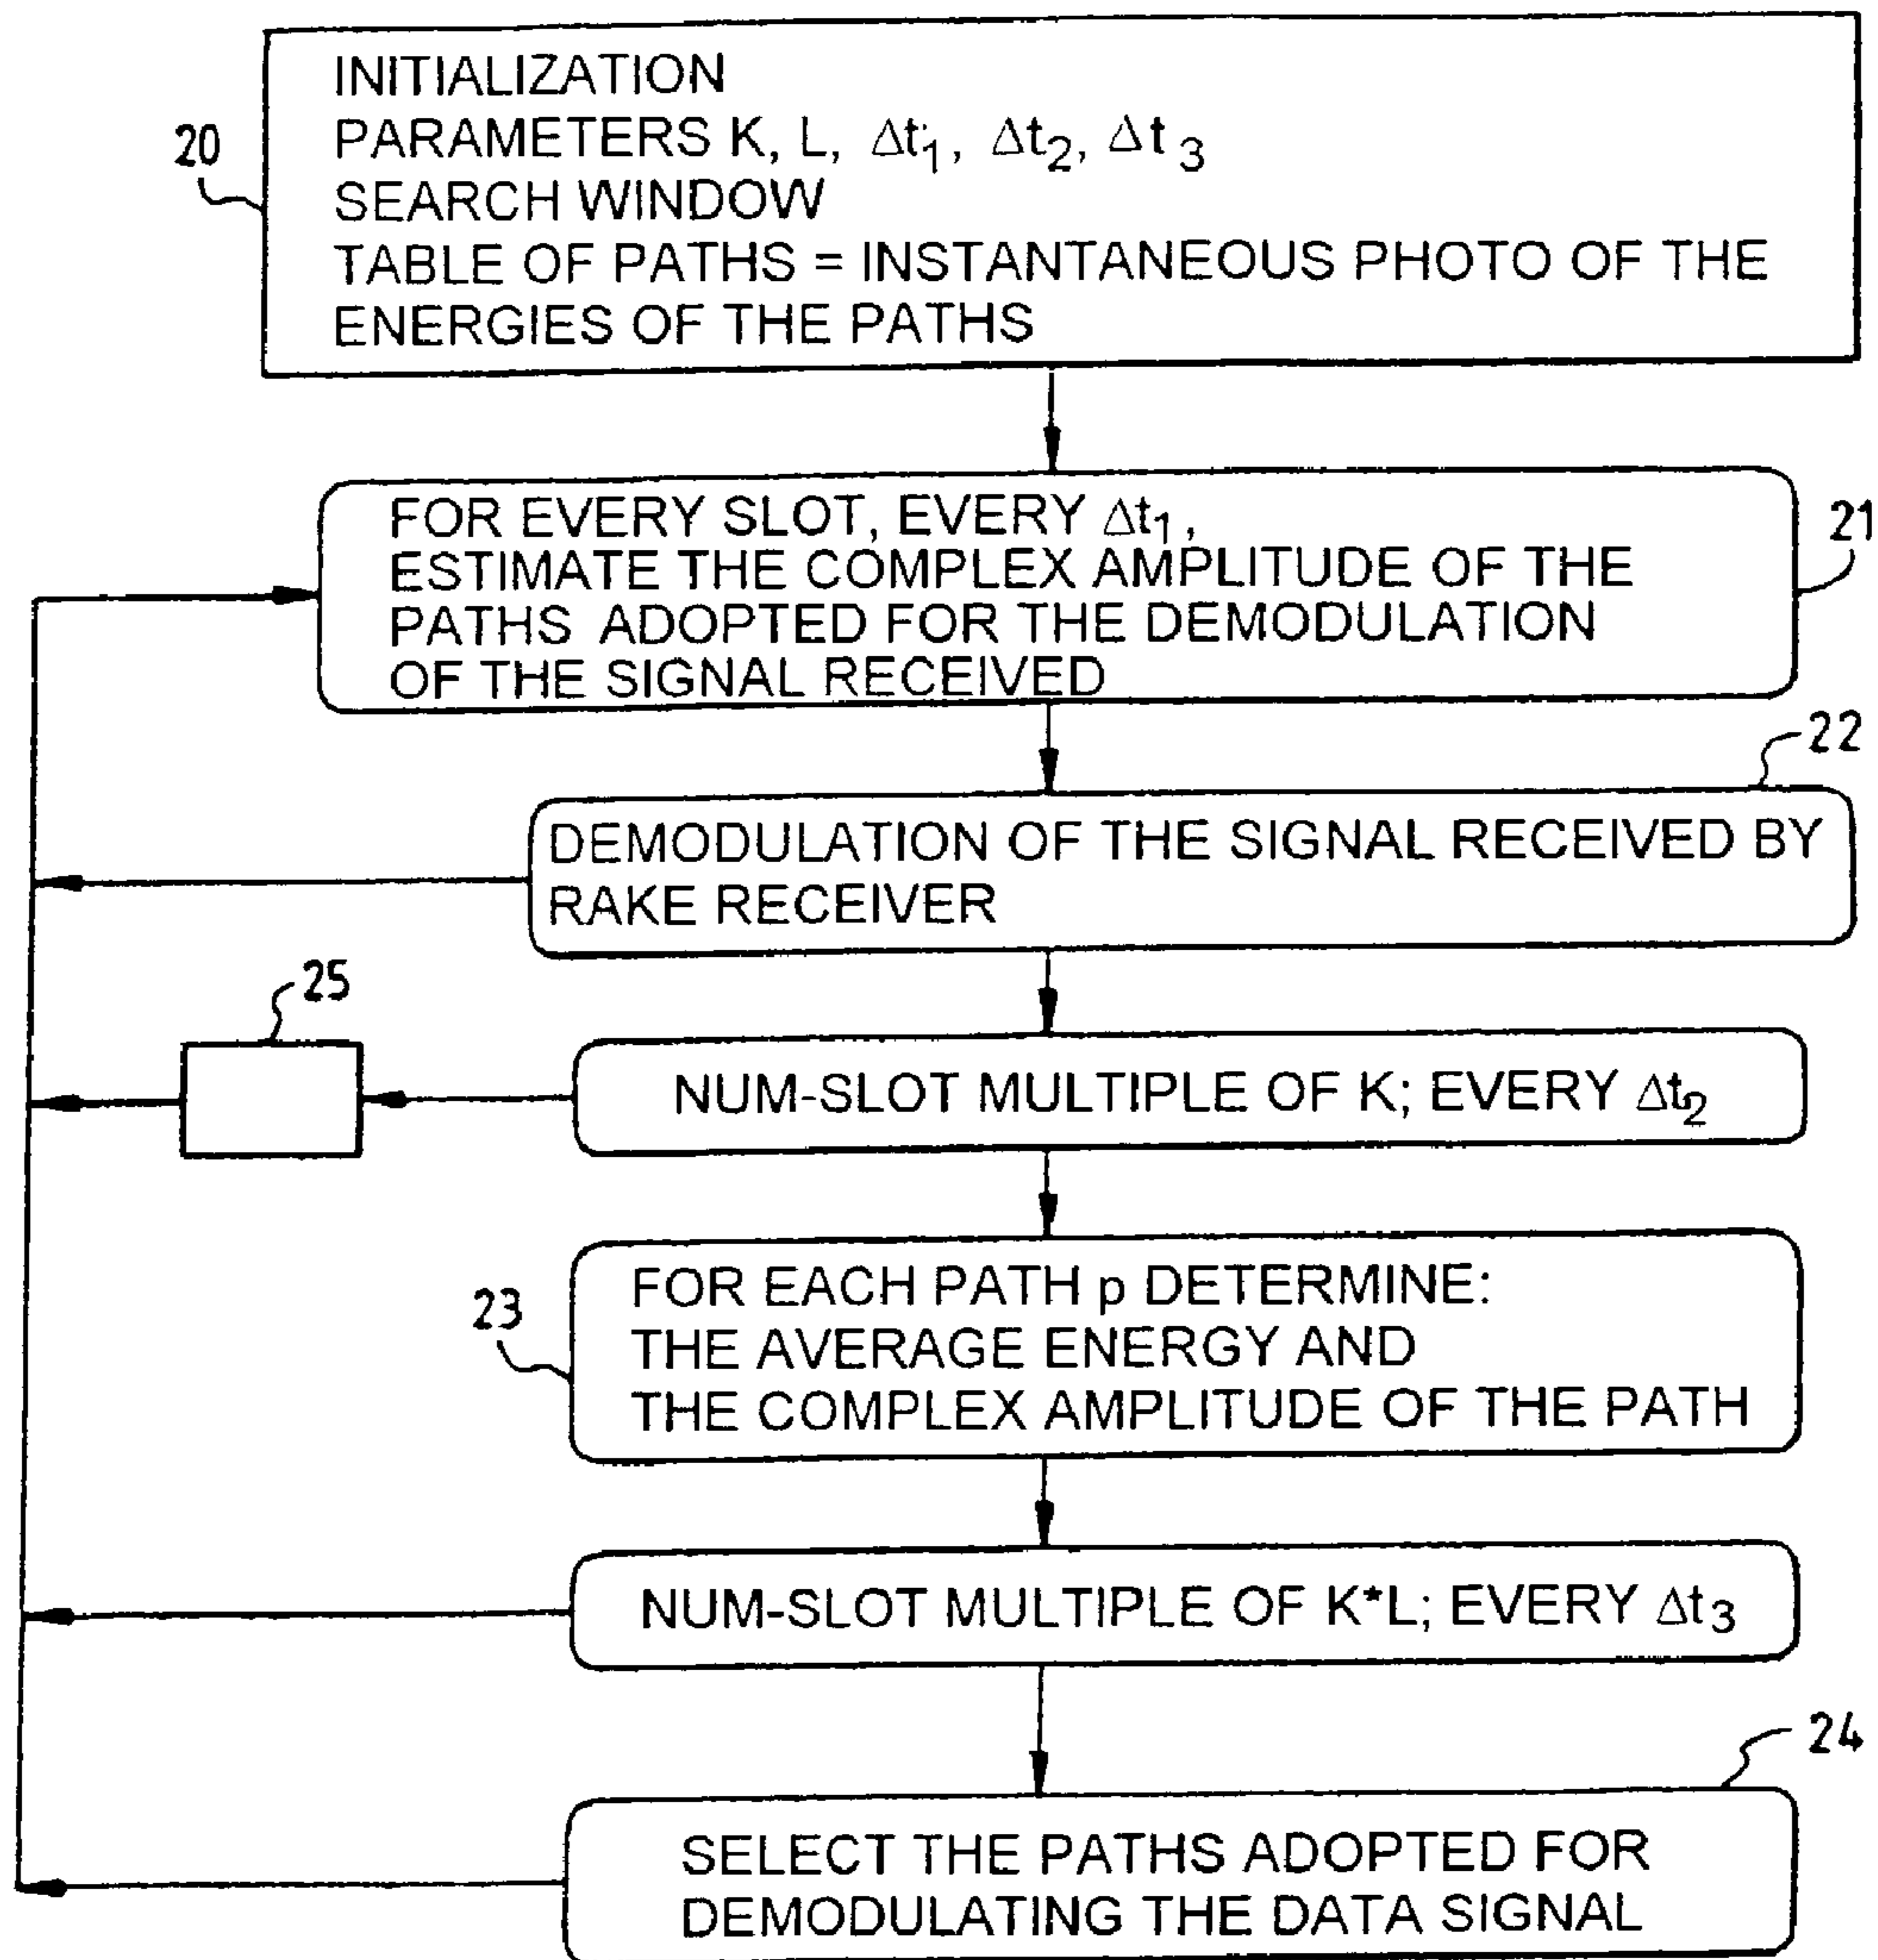 INITIALIZATION
PARAMETERS K, L, Δt₁, Δt₂, Δt₃
20
SEARCH WINDOW
TABLE OF PATHS = INSTANTANEOUS PHOTO OF THE
ENERGIES OF THE PATHS
FOR EVERY SLOT, EVERY Δt₁,
21
ESTIMATE THE COMPLEX AMPLITUDE OF THE
PATHS ADOPTED FOR THE DEMODULATION
OF THE SIGNAL RECEIVED
22
DEMODULATION OF THE SIGNAL RECEIVED BY
RAKE RECEIVER
25
NUM-SLOT MULTIPLE OF K; EVERY Δt₂
FOR EACH PATH p DETERMINE:
23
THE AVERAGE ENERGY AND
THE COMPLEX AMPLITUDE OF THE PATH
NUM-SLOT MULTIPLE OF K*L; EVERY Δt₃
24
SELECT THE PATHS ADOPTED FOR
DEMODULATING THE DATA SIGNAL